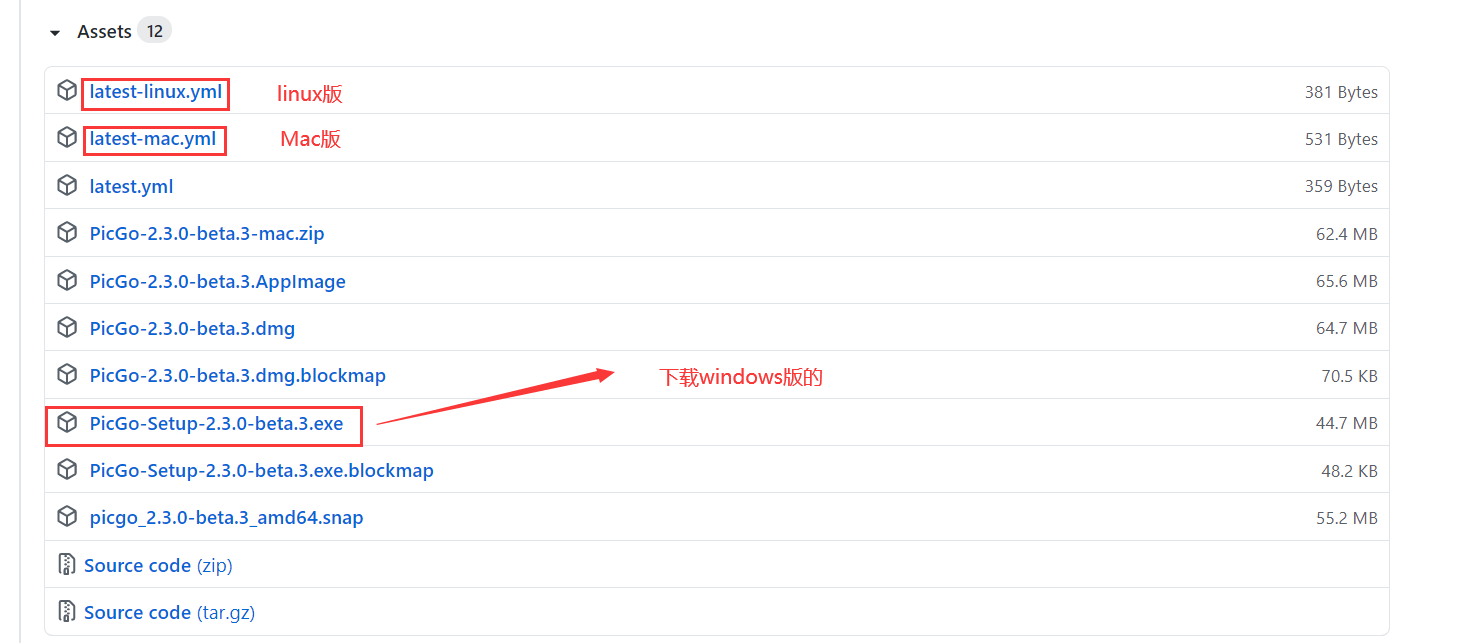 Assets 12
latest-linux.yml linux版 381 Bytes
latest-mac.yml Mac版 531 Bytes
latest.yml 359 Bytes
PicGo-2.3.0-beta.3-mac.zip 62.4 MB
PicGo-2.3.0-beta.3.AppImage 65.6 MB
PicGo-2.3.0-beta.3.dmg 64.7 MB
PicGo-2.3.0-beta.3.dmg.blockmap 下载windows版的 70.5 KB
PicGo-Setup-2.3.0-beta.3.exe 44.7 MB
PicGo-Setup-2.3.0-beta.3.exe.blockmap 48.2 KB
picgo_2.3.0-beta.3_amd64.snap 55.2 MB
Source code (zip)
Source code (tar.gz)